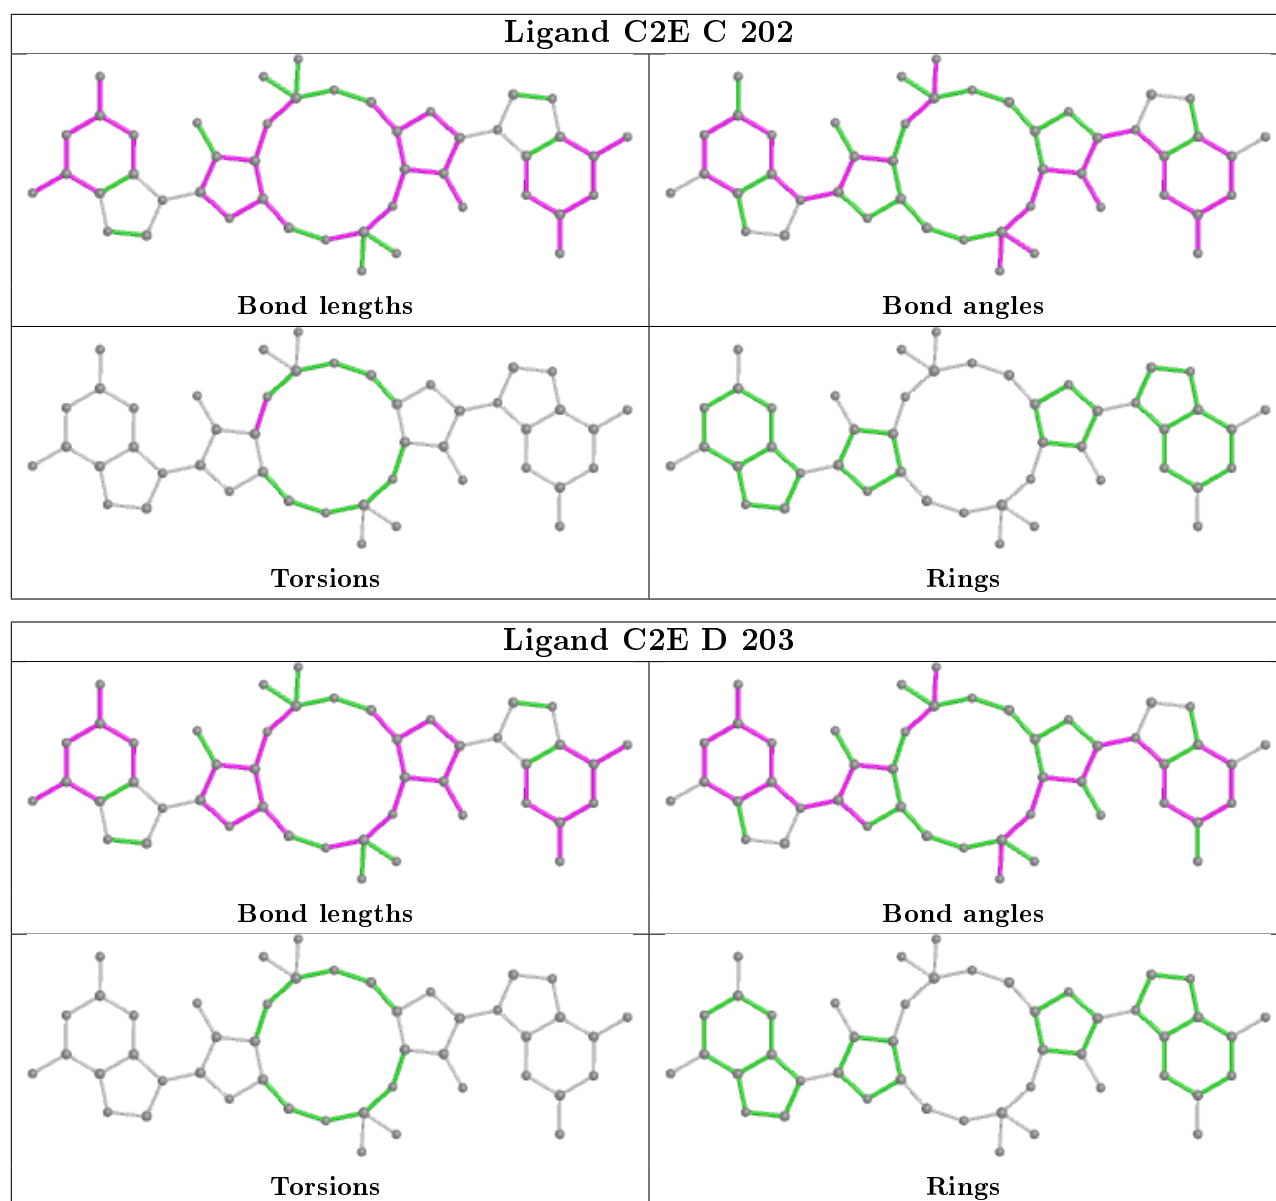 Ligand C2E C 202
Bond lengths
Bond angles
Torsions
Rings
Ligand C2E D 203
Bond lengths
Bond angles
Torsions
Rings